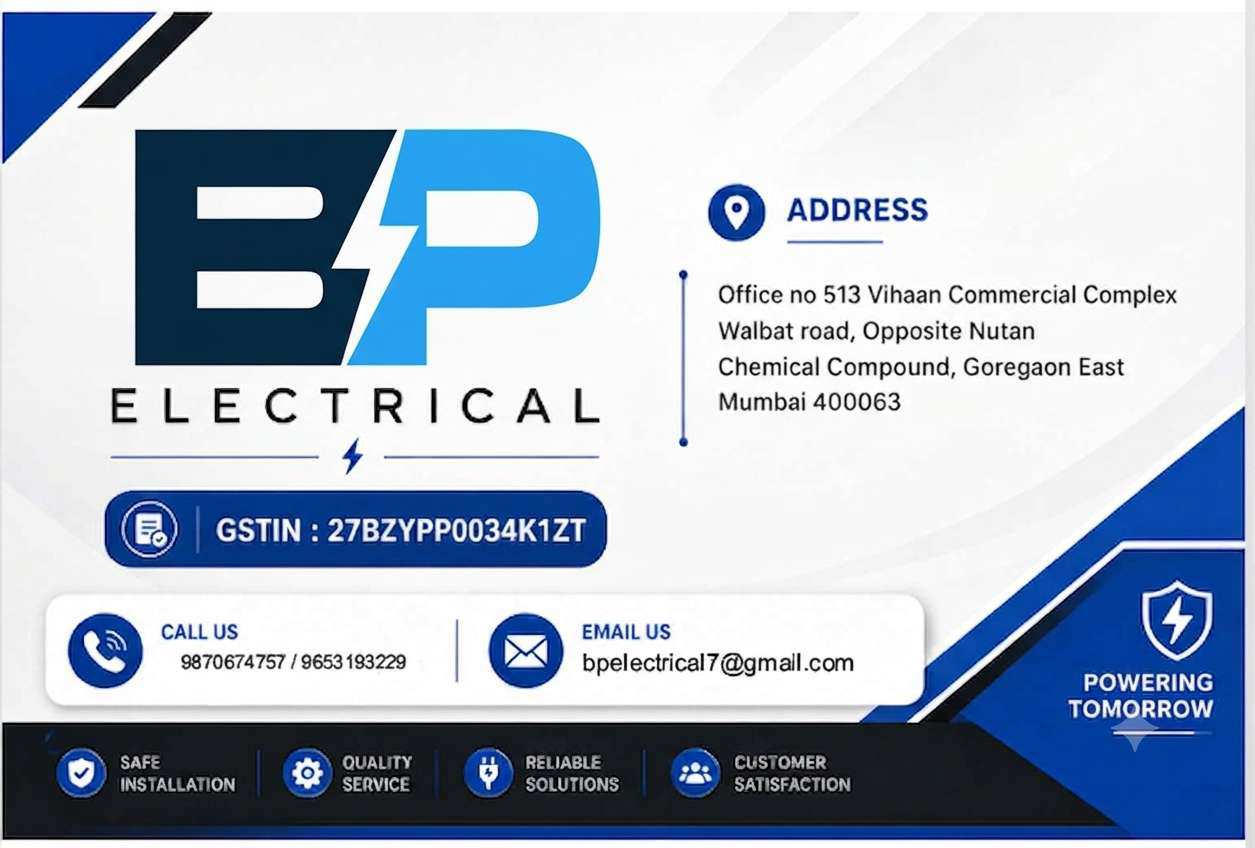 BP
ELECTRICAL
GSTIN : 27BZYPP0034K1ZT
ADDRESS
Office no 513 Vihaan Commercial Complex
Walbat road, Opposite Nutan
Chemical Compound, Goregaon East
Mumbai 400063
CALL US
9870674757 / 9653193229
EMAIL US
bpelectrical7@gmail.com
POWERING
TOMORROW
SAFE
INSTALLATION
QUALITY
SERVICE
RELIABLE
SOLUTIONS
CUSTOMER
SATISFACTION